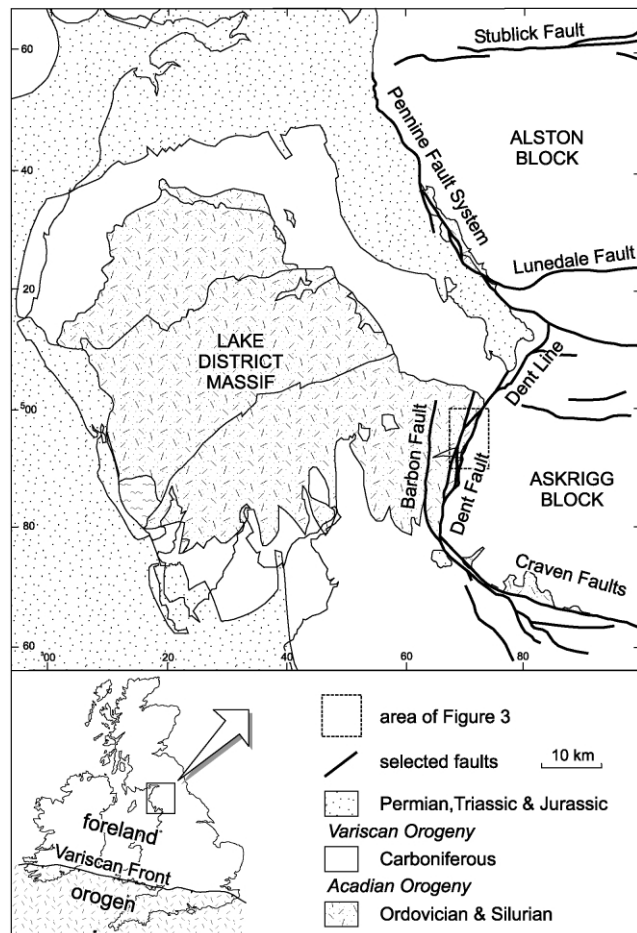 Stublick Fault
60
ALSTON
BLOCK
Pennine Fault System
40
Lunedale Fault
20
LAKE
DISTRICT
MASSIF
Dent Line
500
Barbon Fault
Dent Fault
ASKRIGG
BLOCK
80
Craven Faults
60
300
20
40
60
80
area of Figure 3
selected faults
10 km
Permian,Triassic & Jurassic
Variscan Orogeny
Carboniferous
Acadian Orogeny
Ordovician & Silurian
foreland
Variscan Front
orogen